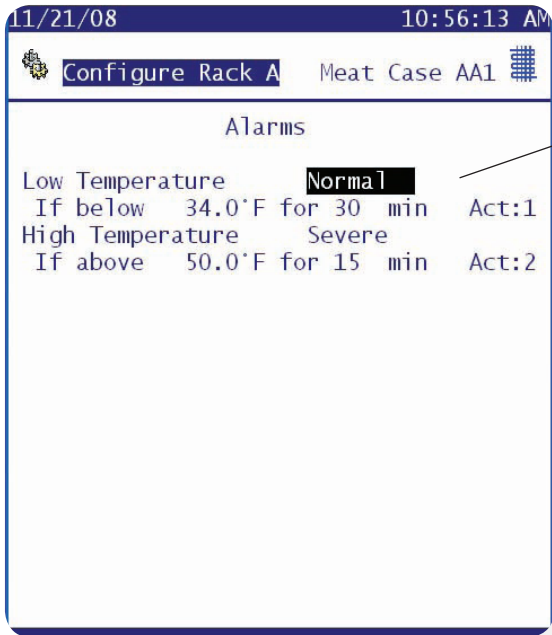 11/21/08 10:56:13 AM
Configure Rack A Meat Case AA1
Alarms
Low Temperature Normal
If below 34.0°F for 30 min Act:1
High Temperature Severe
If above 50.0°F for 15 min Act:2